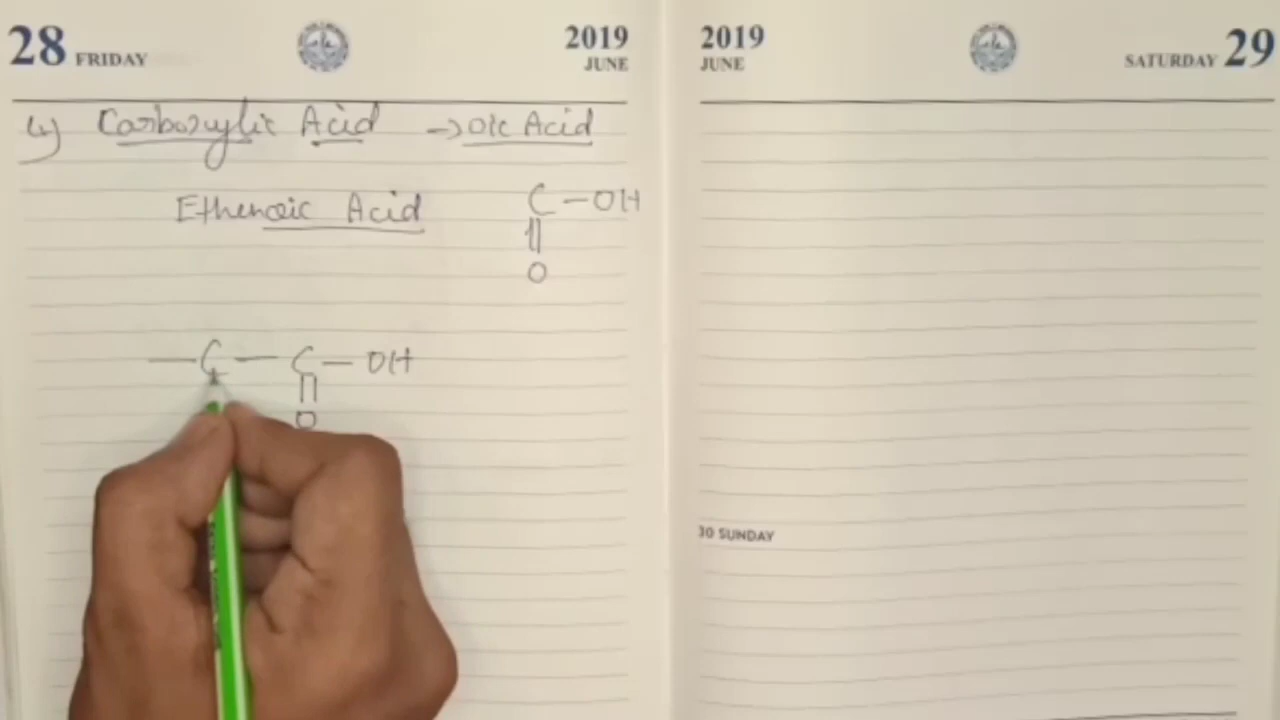 28 FRIDAY
2019
JUNE
4) Carboxylic Acid → Oic Acid
Ethenoic Acid
C – OH
||
O
– C – C – OH
||
O
2019
JUNE
SATURDAY 29
30 SUNDAY